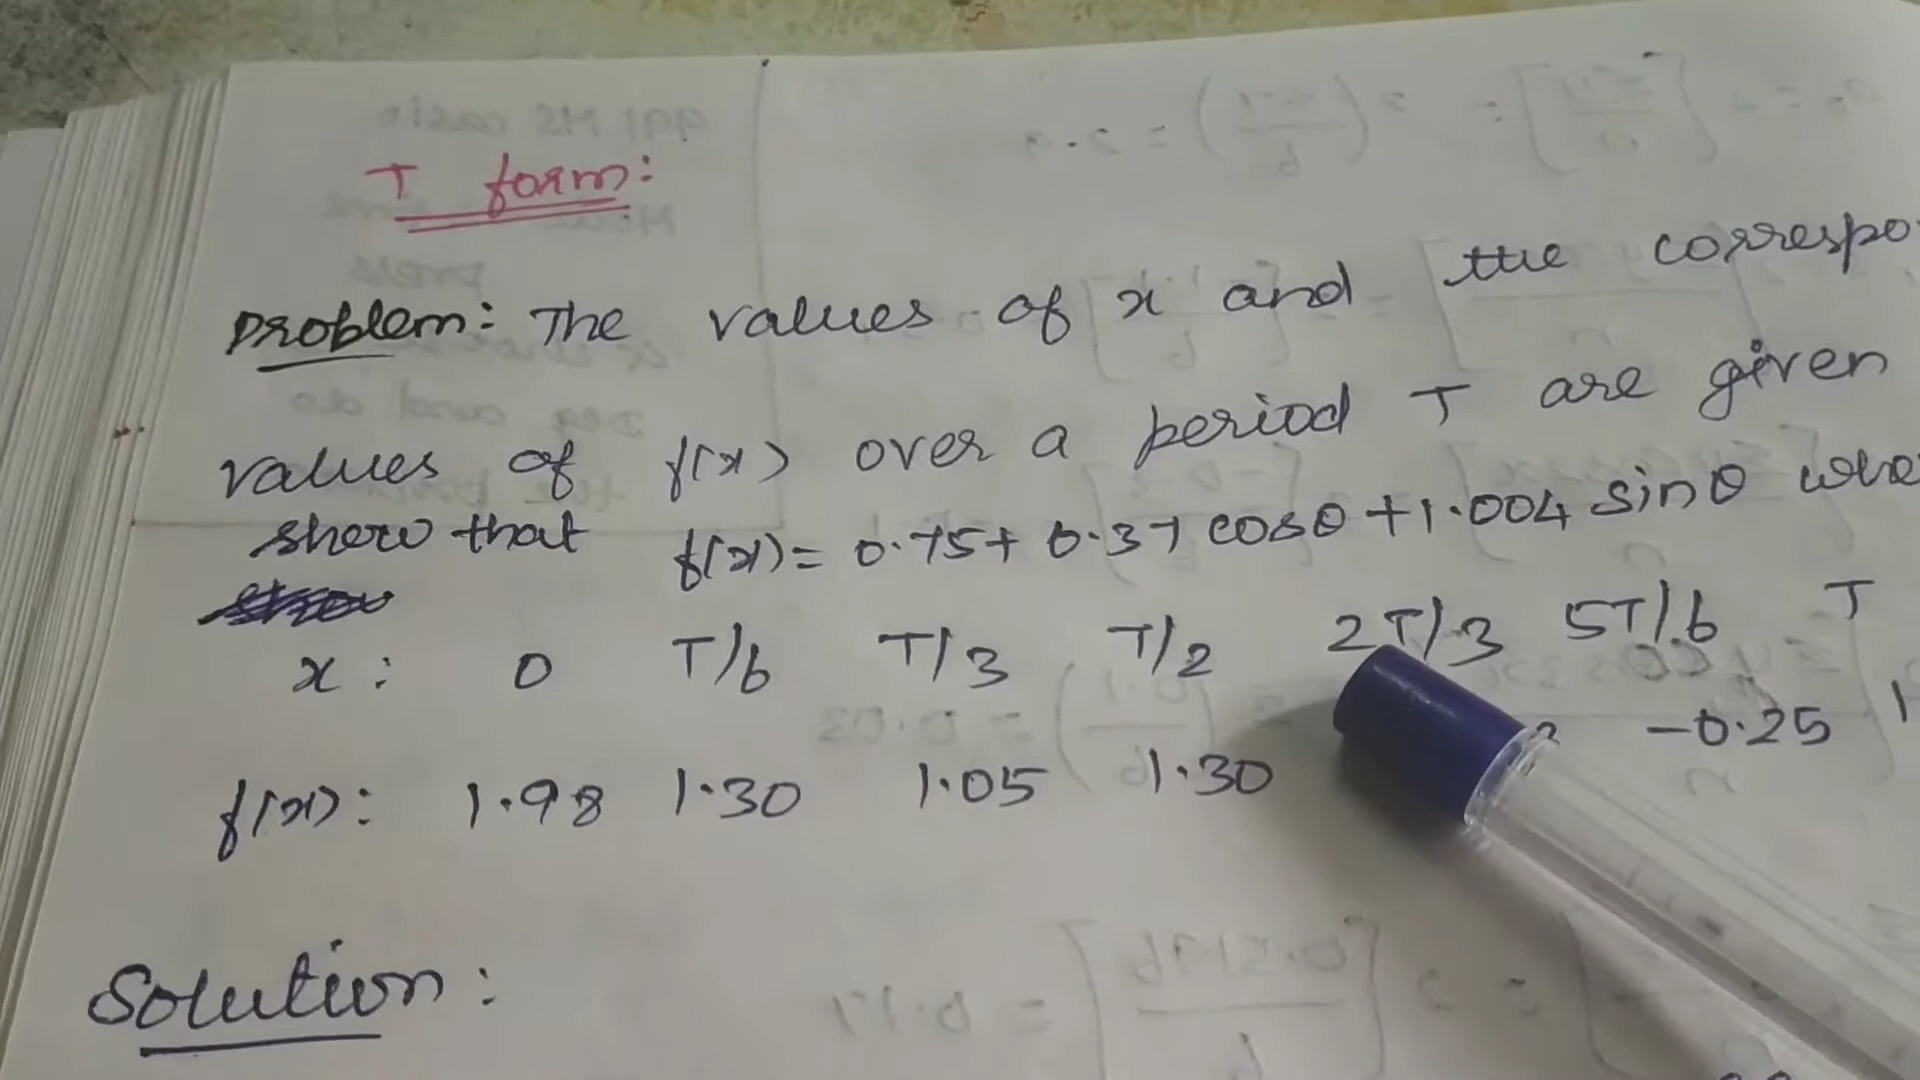 T form:
Problem: The values of x and the correspo
values of f(x) over a period T are given
show that f(x) = 0.75 + 0.37 cosθ + 1.004 sinθ whe
x: 0 T/6 T/3 T/2 2T/3 5T/6 T
f(x): 1.98 1.30 1.05 1.30 -0.25 1
Solution: